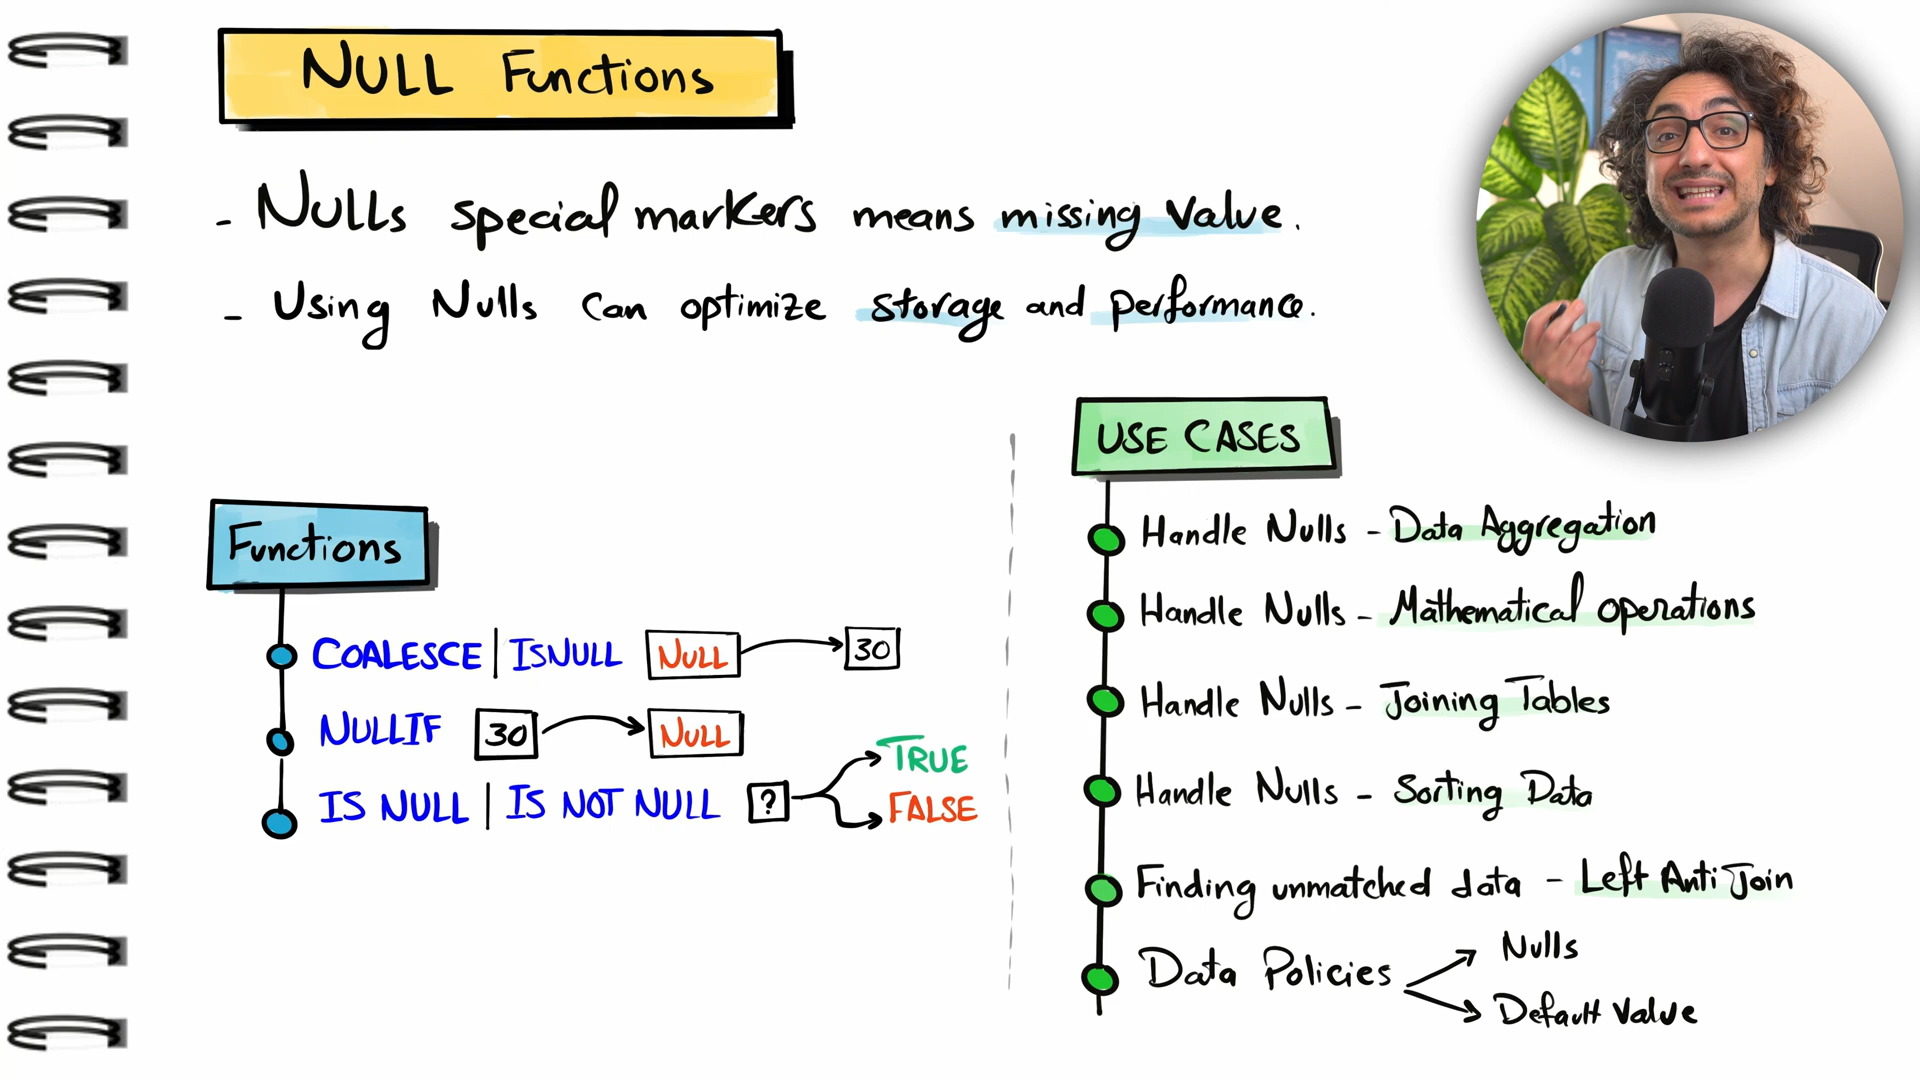 NULL Functions
- Nulls special markers means missing value.
- Using Nulls can optimize storage and performance.
Functions
COALESCE | ISNULL NULL 30
NULLIF 30 NULL
IS NULL | IS NOT NULL ? TRUE FALSE
USE CASES
Handle Nulls - Data Aggregation
Handle Nulls - Mathematical operations
Handle Nulls - Joining Tables
Handle Nulls - Sorting Data
Finding unmatched data - Left Anti Join
Data Policies
Nulls
Default Value